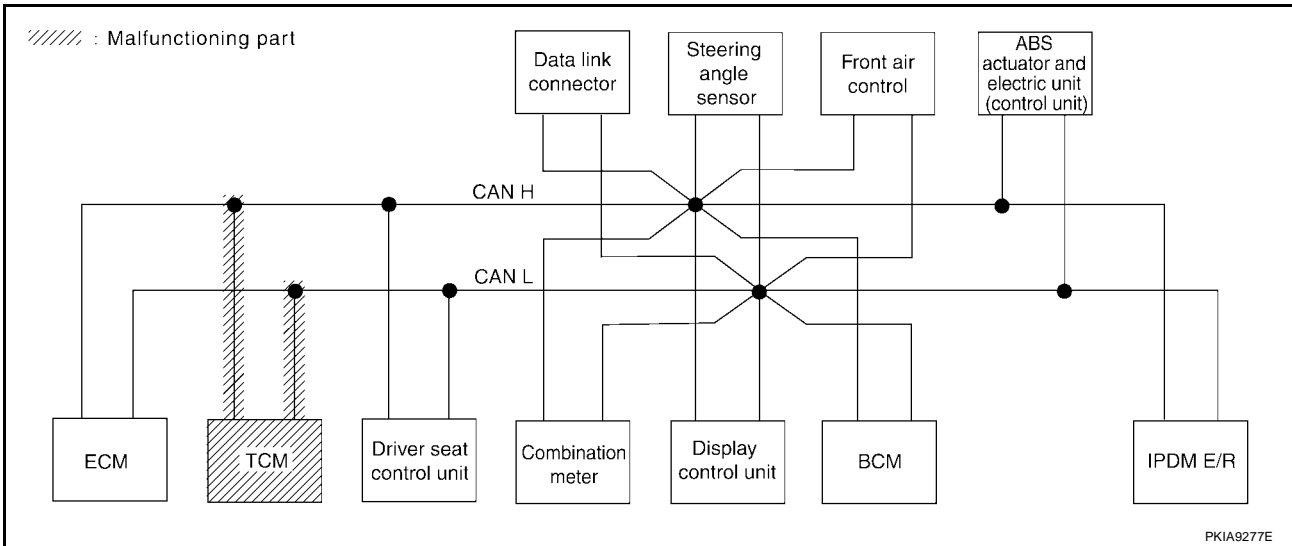 : Malfunctioning part
Data link
connector
Steering
angle
sensor
Front air
control
ABS
actuator and
electric unit
(control unit)
CAN H
CAN L
ECM
TCM
Driver seat
control unit
Combination
meter
Display
control unit
BCM
IPDM E/R
PKIA9277E